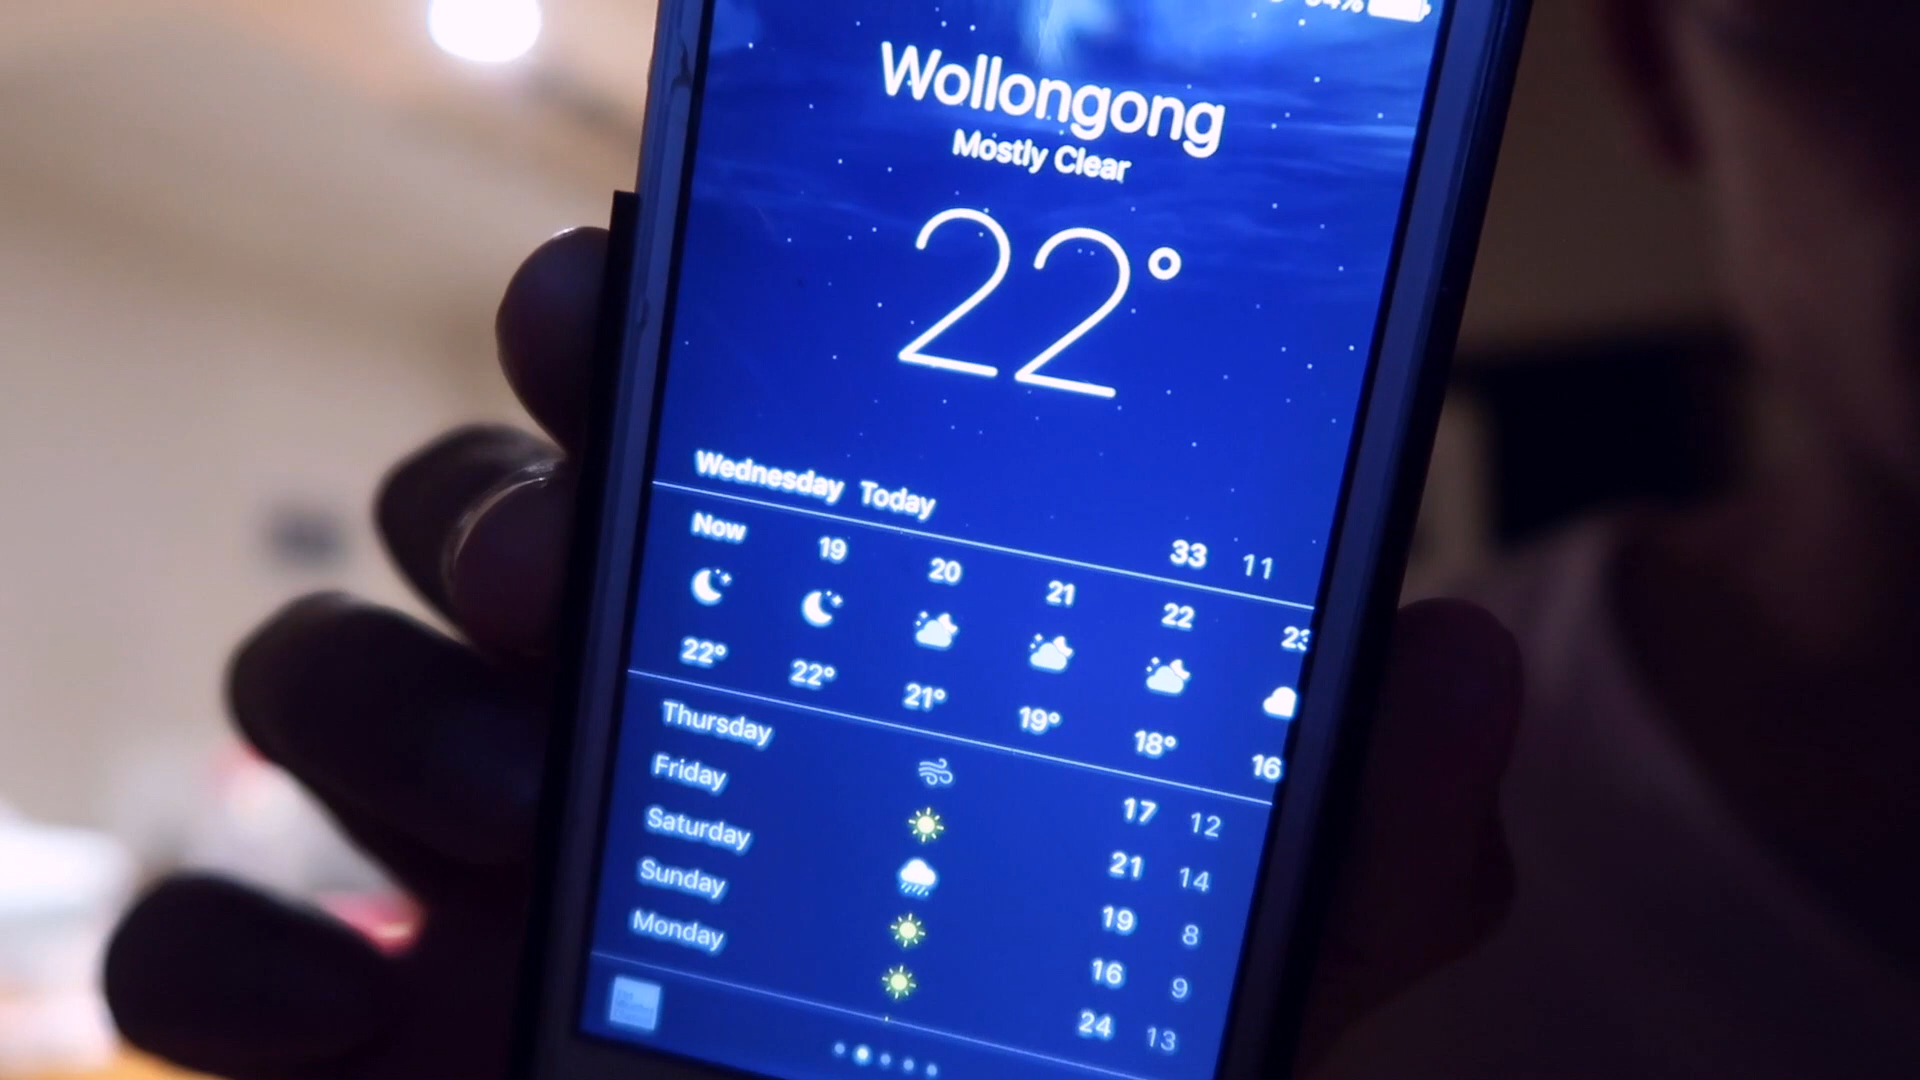 Wollongong
Mostly Clear
22°
Wednesday Today 33 11
Now 19 20 21 22 23
22° 22° 21° 19° 18° 16
Thursday 17 12
Friday 21 14
Saturday 19 8
Sunday 16 9
Monday 24 13